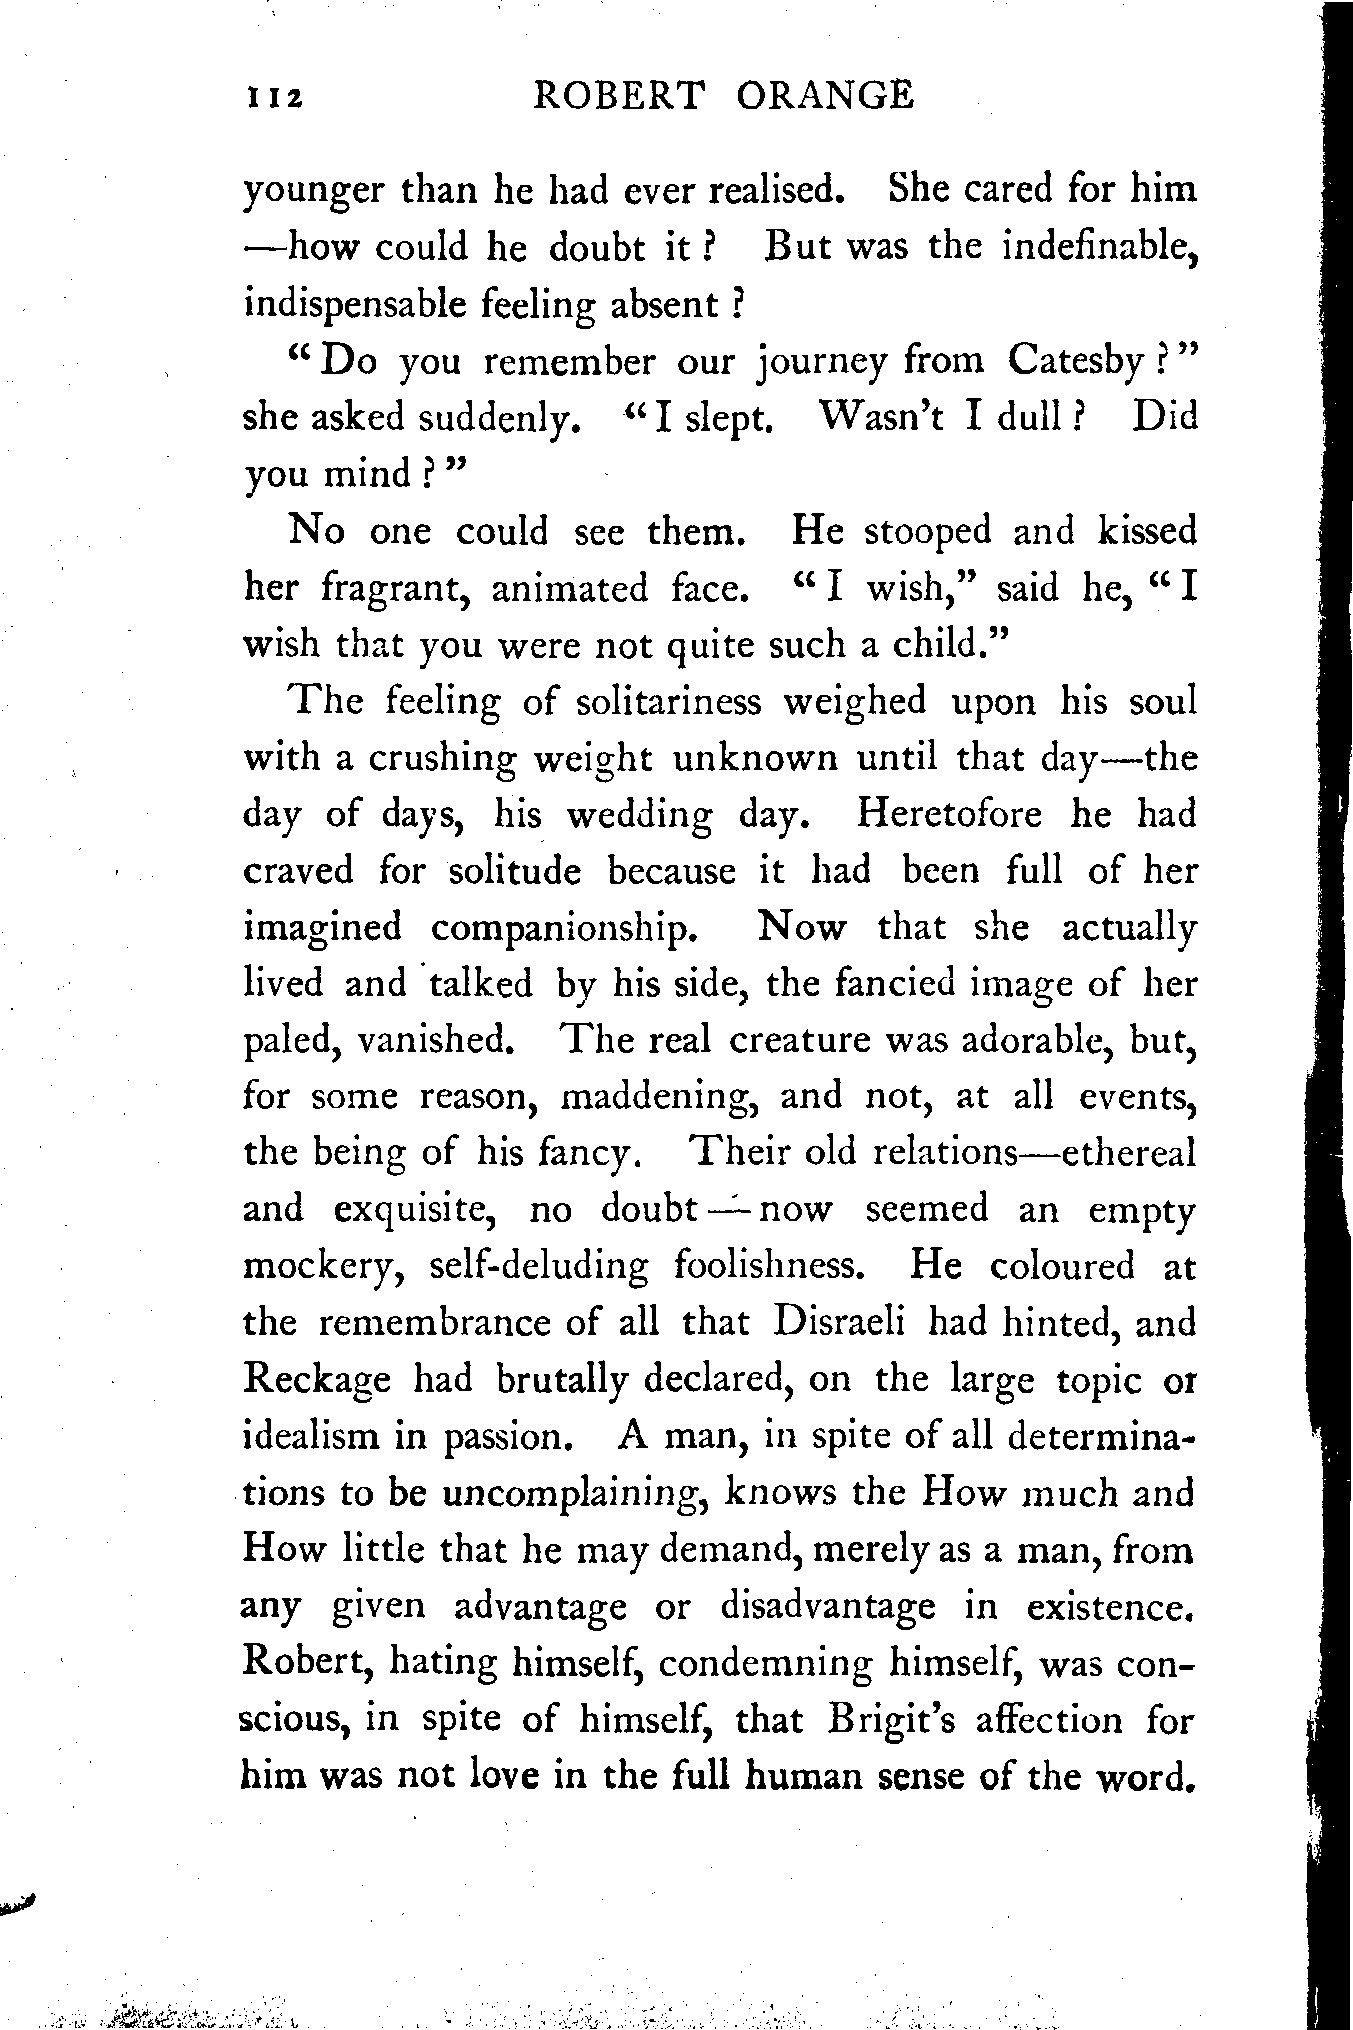 112 ROBERT ORANGE
younger than he had ever realised. She cared for him
—how could he doubt it ? But was the indefinable,
indispensable feeling absent ?
“ Do you remember our journey from Catesby ? ”
she asked suddenly. “ I slept. Wasn’t I dull ? Did
you mind ? ”
No one could see them. He stooped and kissed
her fragrant, animated face. “ I wish,” said he, “ I
wish that you were not quite such a child.”
The feeling of solitariness weighed upon his soul
with a crushing weight unknown until that day—the
day of days, his wedding day. Heretofore he had
craved for solitude because it had been full of her
imagined companionship. Now that she actually
lived and talked by his side, the fancied image of her
paled, vanished. The real creature was adorable, but,
for some reason, maddening, and not, at all events,
the being of his fancy. Their old relations—ethereal
and exquisite, no doubt — now seemed an empty
mockery, self-deluding foolishness. He coloured at
the remembrance of all that Disraeli had hinted, and
Reckage had brutally declared, on the large topic or
idealism in passion. A man, in spite of all determina-
tions to be uncomplaining, knows the How much and
How little that he may demand, merely as a man, from
any given advantage or disadvantage in existence.
Robert, hating himself, condemning himself, was con-
scious, in spite of himself, that Brigit’s affection for
him was not love in the full human sense of the word.